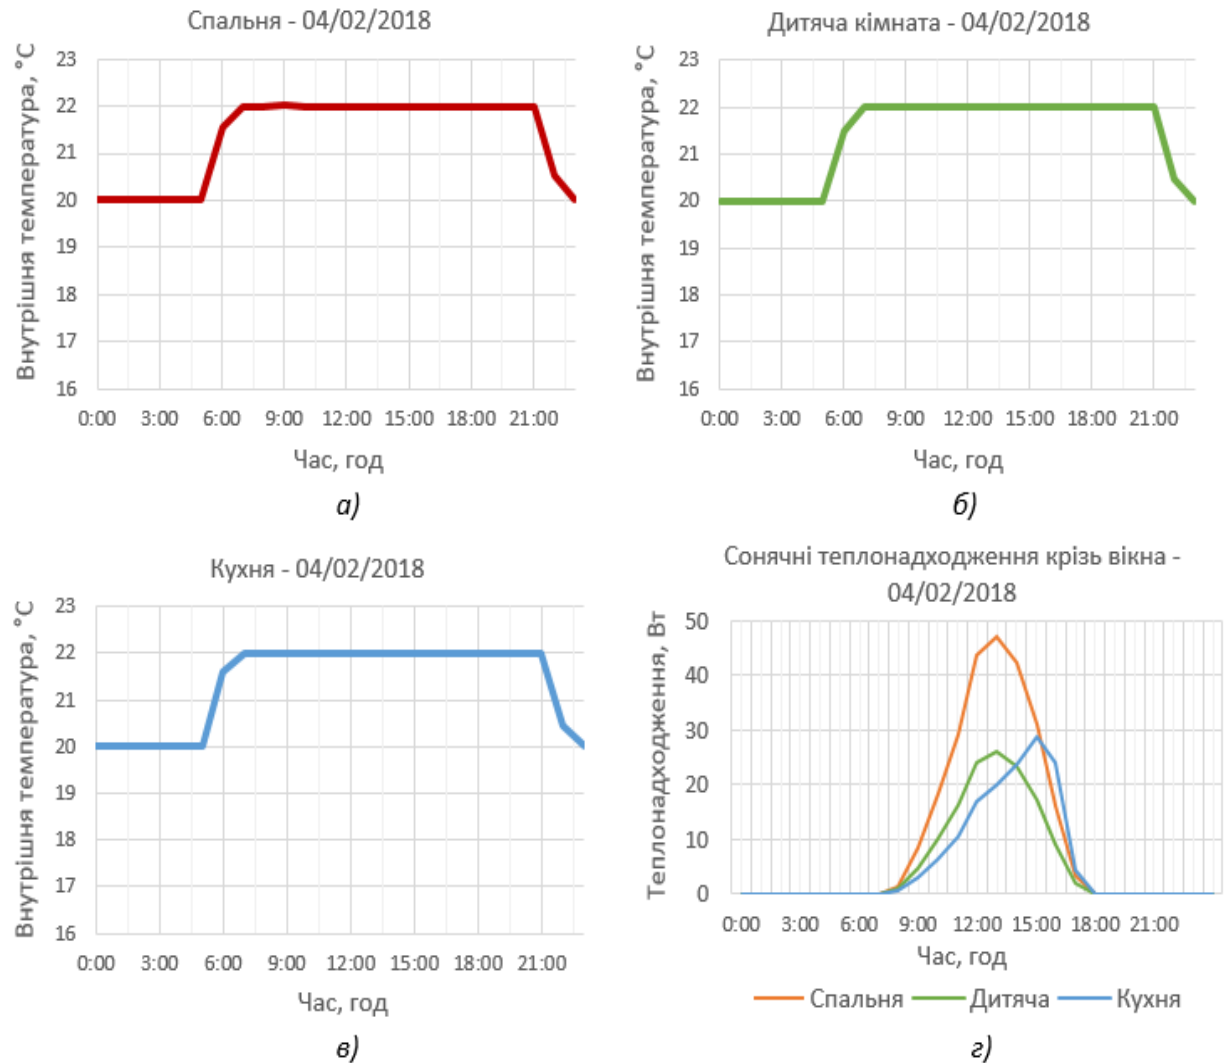 Спальня - 04/02/2018
Внутрішня температура, °C
23
22
21
20
19
18
17
16
0:00 3:00 6:00 9:00 12:00 15:00 18:00 21:00
Час, год
а)
Дитяча кімната - 04/02/2018
Внутрішня температура, °C
23
22
21
20
19
18
17
16
0:00 3:00 6:00 9:00 12:00 15:00 18:00 21:00
Час, год
б)
Кухня - 04/02/2018
Внутрішня температура, °C
23
22
21
20
19
18
17
16
0:00 3:00 6:00 9:00 12:00 15:00 18:00 21:00
Час, год
в)
Сонячні теплонадходження крізь вікна -
04/02/2018
Теплонадходження, Вт
50
40
30
20
10
0
0:00 3:00 6:00 9:00 12:00 15:00 18:00 21:00
Час, год
Спальня Дитяча Кухня
г)